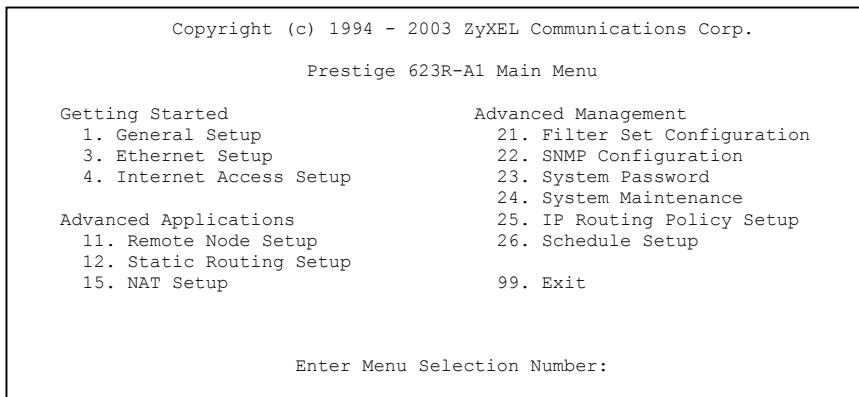 Copyright (c) 1994 - 2003 ZyXEL Communications Corp.
Prestige 623R-A1 Main Menu
Getting Started
1. General Setup
3. Ethernet Setup
4. Internet Access Setup
Advanced Applications
11. Remote Node Setup
12. Static Routing Setup
15. NAT Setup
Advanced Management
21. Filter Set Configuration
22. SNMP Configuration
23. System Password
24. System Maintenance
25. IP Routing Policy Setup
26. Schedule Setup
99. Exit
Enter Menu Selection Number: